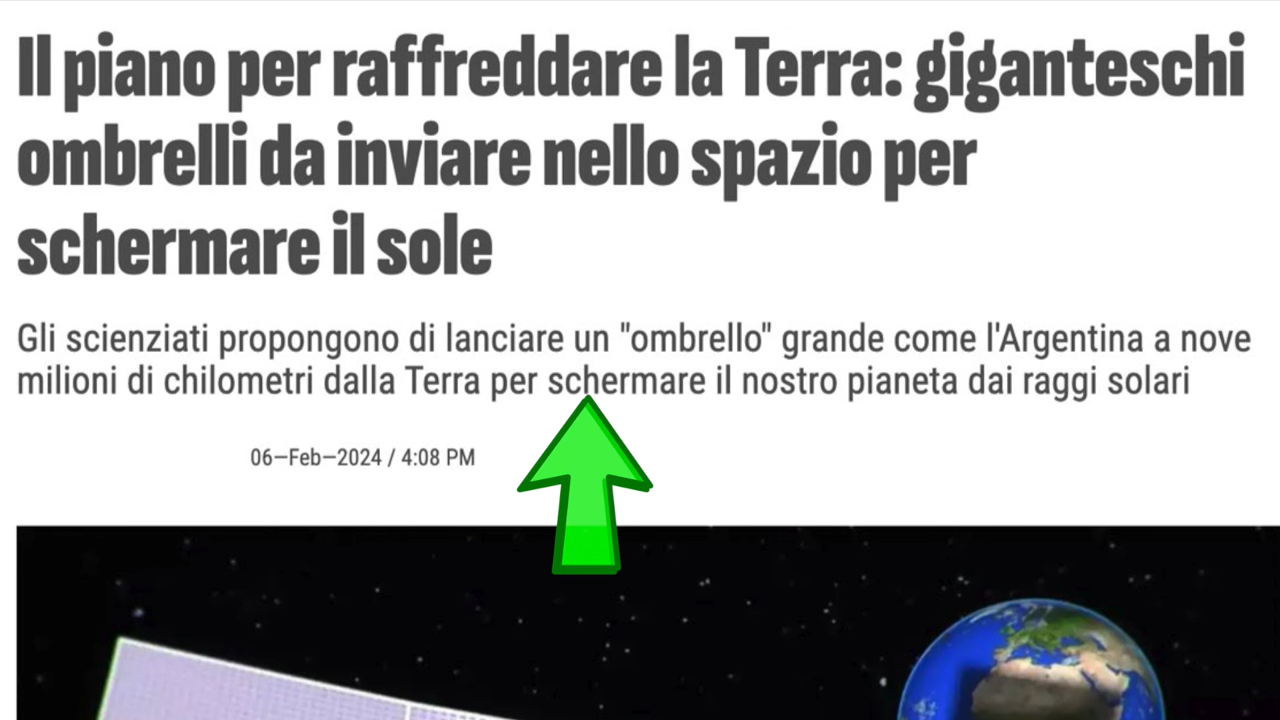 Il piano per raffreddare la Terra: giganteschi
ombrelli da inviare nello spazio per
schermare il sole
Gli scienziati propongono di lanciare un "ombrello" grande come l'Argentina a nove
milioni di chilometri dalla Terra per schermare il nostro pianeta dai raggi solari
06—Feb—2024 / 4:08 PM